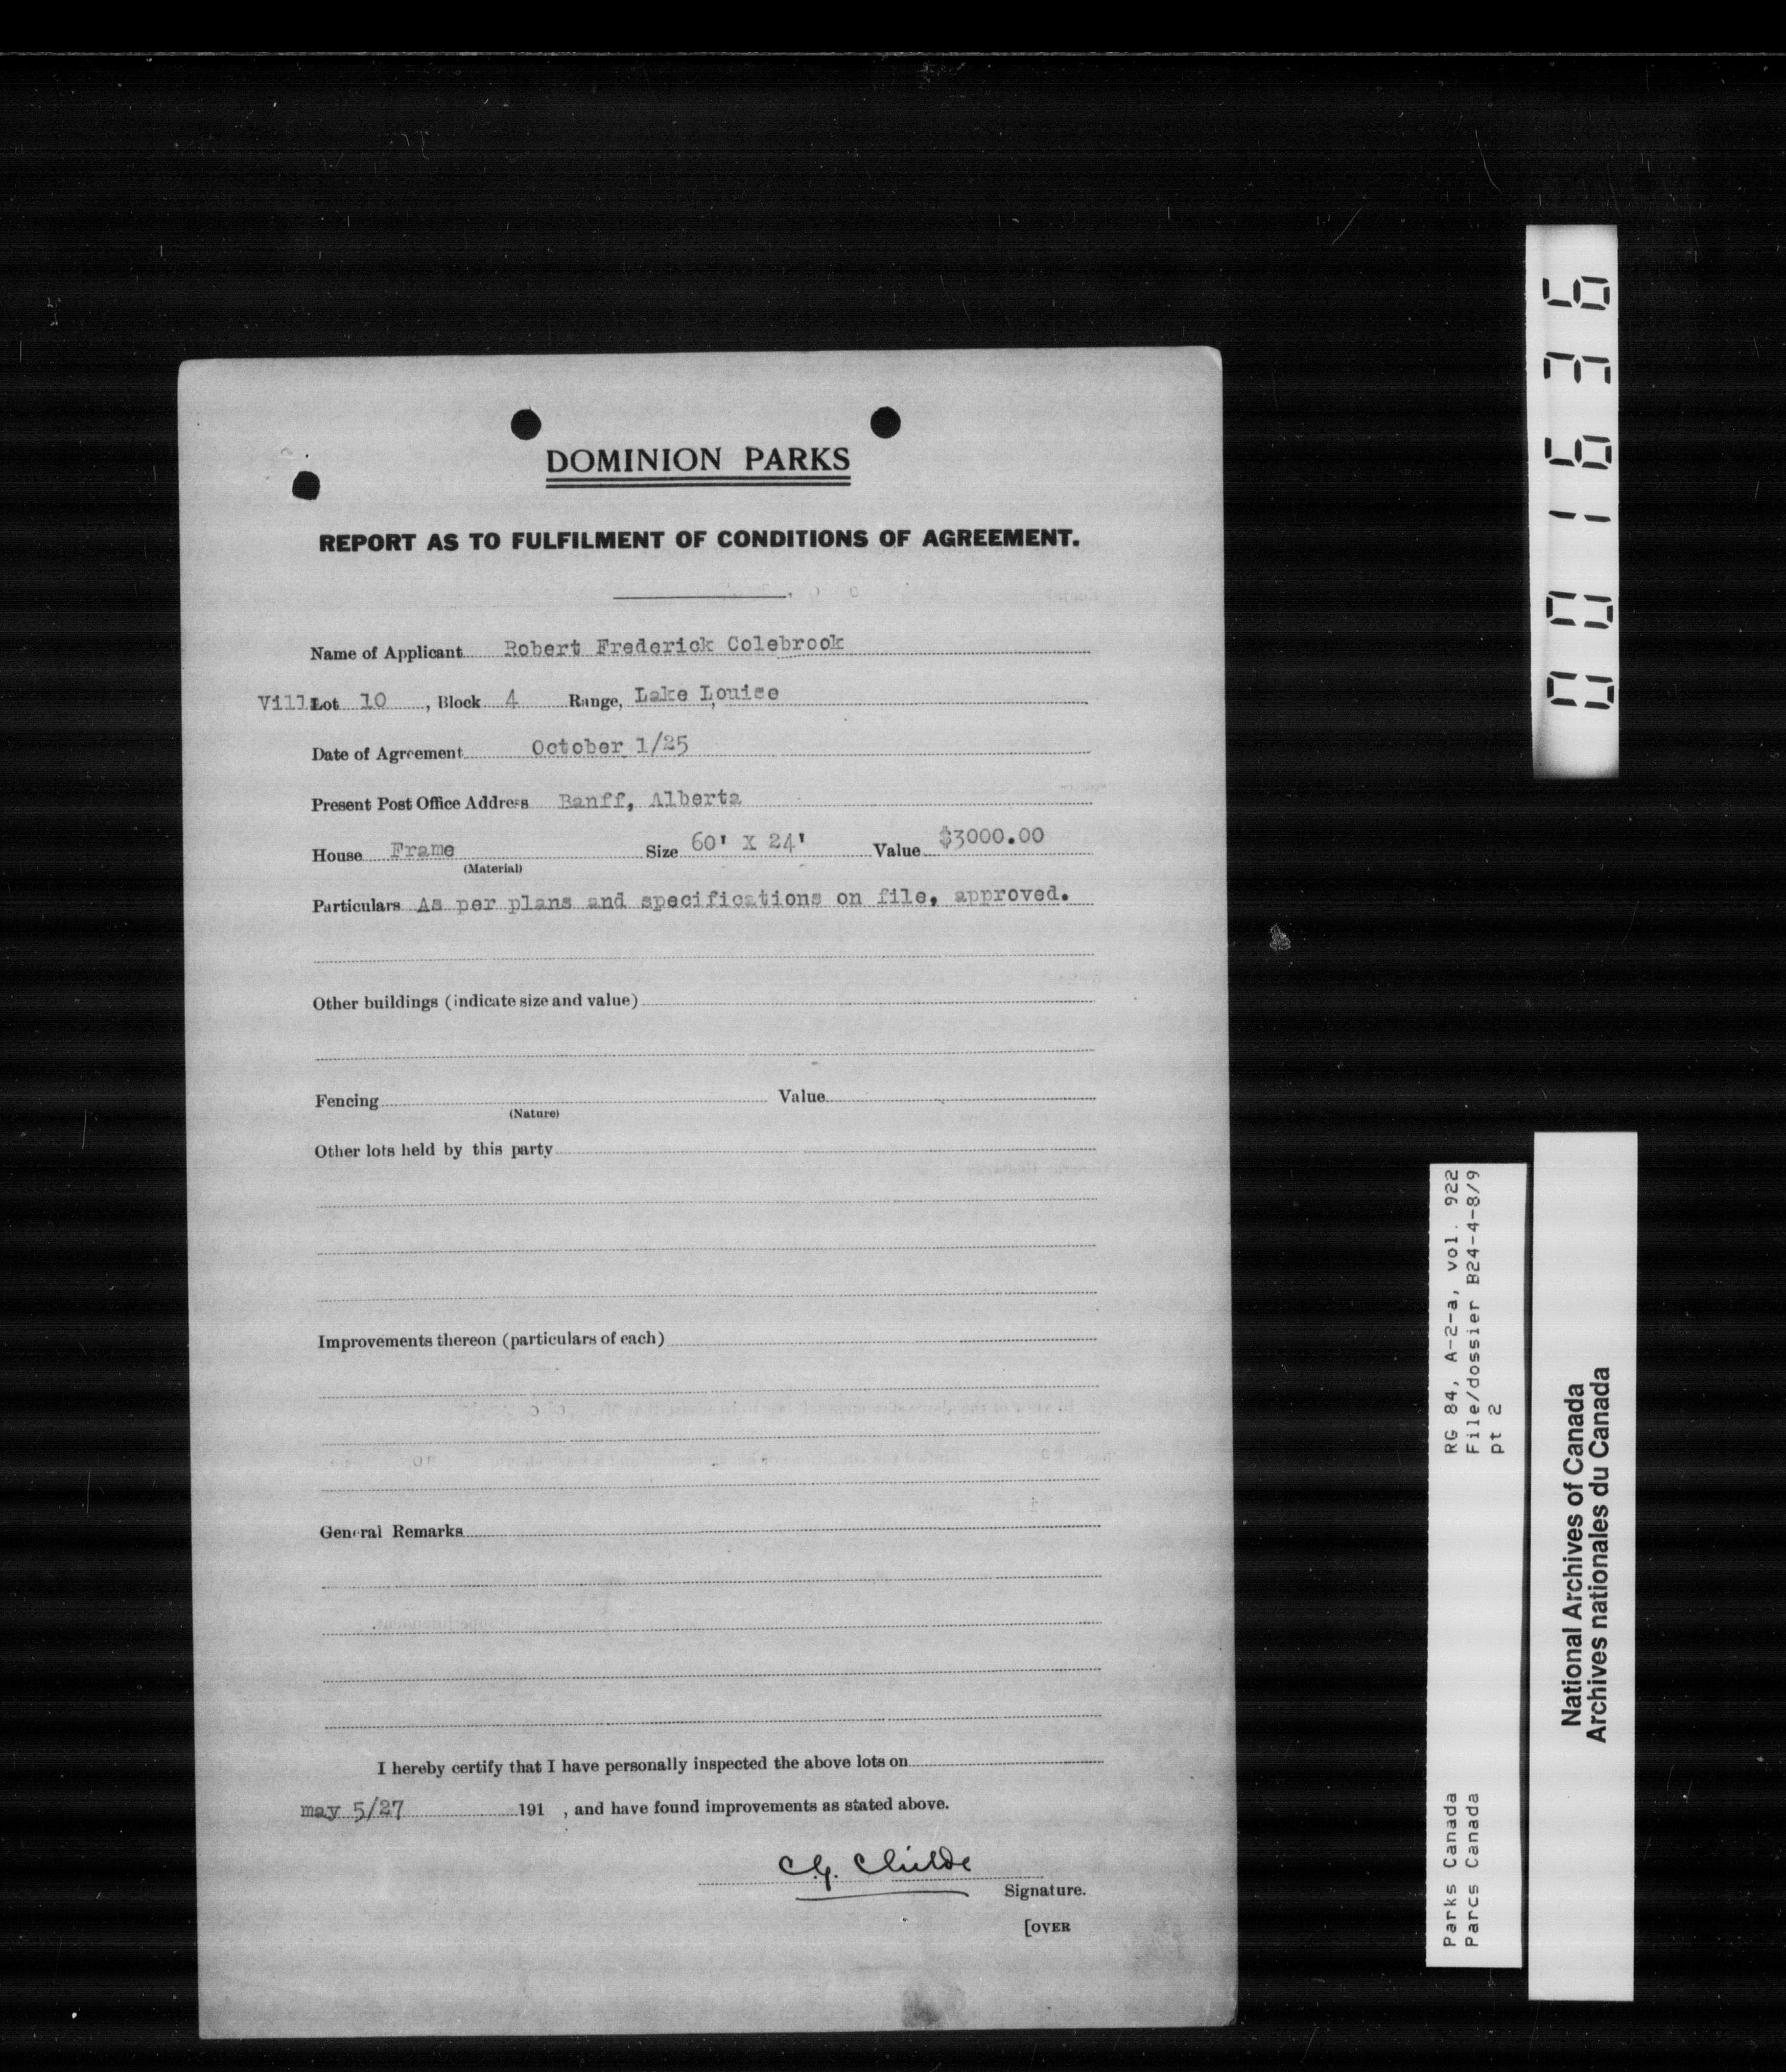 DOMINION PARKS
REPORT AS TO FULFILMENT OF CONDITIONS OF AGREEMENT.
Name of Applicant Robert Frederick Colebrook
Villa Lot 10, Block 4 Range, Lake Louise
Date of Agreement October 1/25
Present Post Office Address Banff, Alberta
House Frame Size 60' X 24' Value $3000.00
(Material)
Particulars As per plans and specifications on file, approved.
Other buildings (indicate size and value)
Fencing Value
(Nature)
Other lots held by this party
Improvements thereon (particulars of each)
General Remarks
I hereby certify that I have personally inspected the above lots on
may 5/27 191 , and have found improvements as stated above.
Signature.
[OVER
001636
RG 84, A-2-a, vol. 922
File/dossier B24-4-8/9
pt 2
Parks Canada
Parcs Canada
National Archives of Canada
Archives nationales du Canada